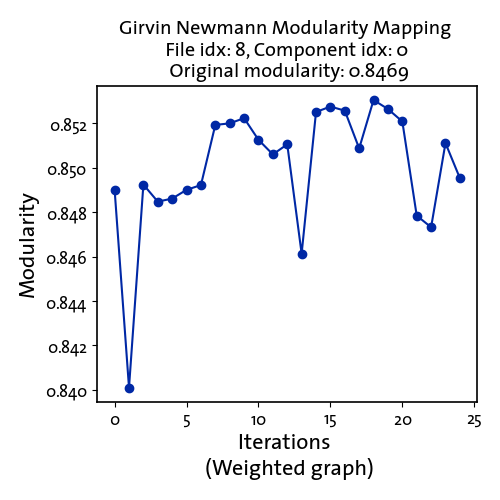 Girvin Newmann Modularity Mapping
File idx: 8, Component idx: 0
Original modularity: 0.8469
0.852
0.850
0.848
0.846
0.844
0.842
0.840
Modularity
0 5 10 15 20 25
Iterations
(Weighted graph)